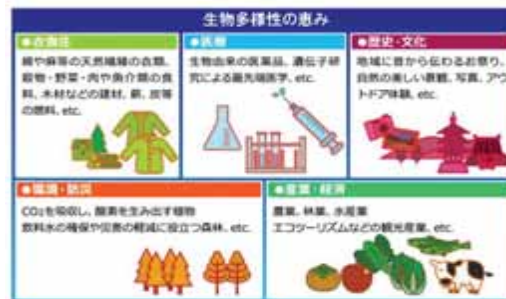 生物多様性の恵み
●衣食住
綿や麻等の天然繊維の衣類、
穀物・野菜・肉や魚介類の食
料、木材などの建材、薪、炭等
の燃料、etc.
●医療
生物由来の医薬品、遺伝子研
究による最先端医学、etc.
●歴史・文化
地域に昔から伝わるお祭り、
自然の美しい景観、写真、アウ
トドア体験、etc.
●環境・防災
CO₂を吸収し、酸素を生み出す植物
飲料水の確保や災害の軽減に役立つ森林、etc.
●産業・経済
農業、林業、水産業
エコツーリズムなどの観光産業、etc.